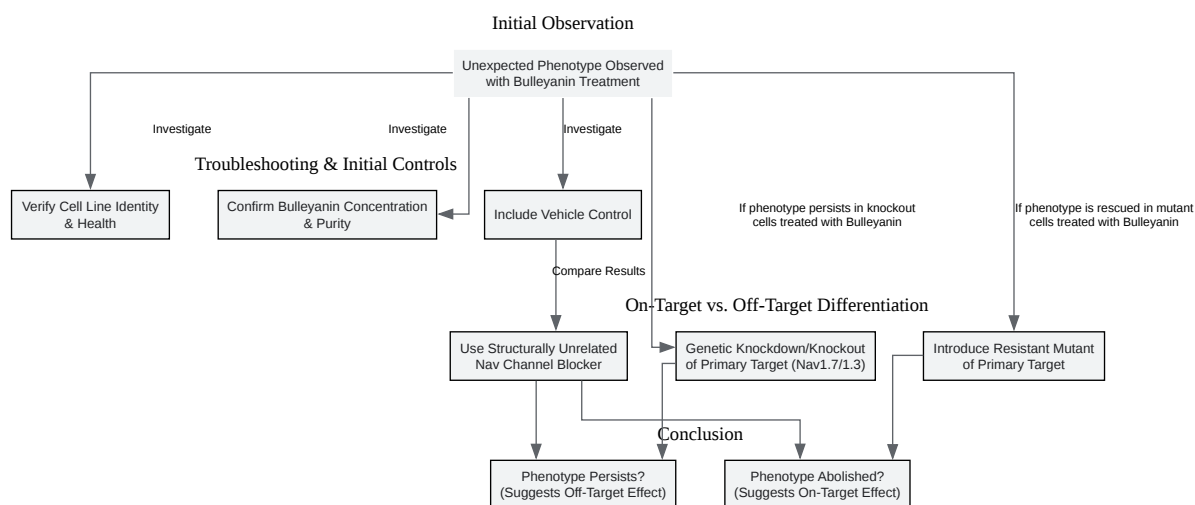 Initial Observation
Unexpected Phenotype Observed
with Bulleyanin Treatment
Investigate
Investigate
Investigate
Troubleshooting & Initial Controls
Verify Cell Line Identity
& Health
Confirm Bulleyanin Concentration
& Purity
Include Vehicle Control
If phenotype persists in knockout
cells treated with Bulleyanin
If phenotype is rescued in mutant
cells treated with Bulleyanin
Compare Results
On-Target vs. Off-Target Differentiation
Use Structurally Unrelated
Nav Channel Blocker
Genetic Knockdown/Knockout
of Primary Target (Nav1.7/1.3)
Introduce Resistant Mutant
of Primary Target
Conclusion
Phenotype Persists?
(Suggests Off-Target Effect)
Phenotype Abolished?
(Suggests On-Target Effect)